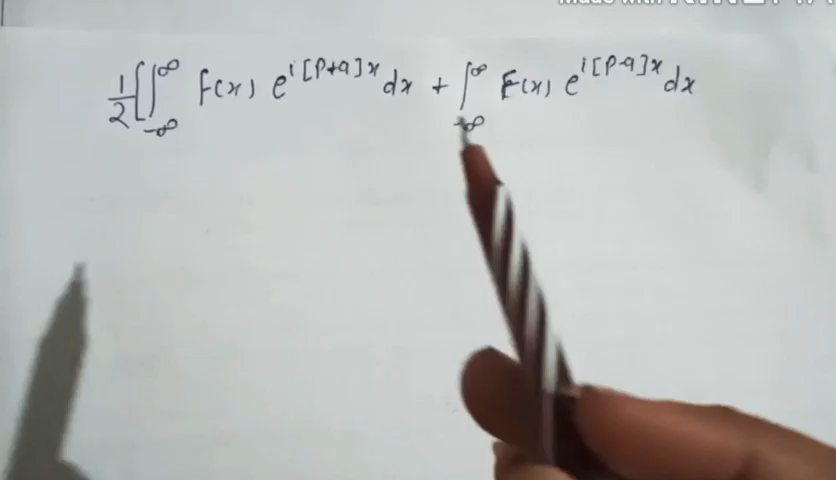 1/2[∫_{-∞}^{∞} F(x) e^{i[P+a]x} dx + ∫_{-∞}^{∞} F(x) e^{i[P-a]x} dx